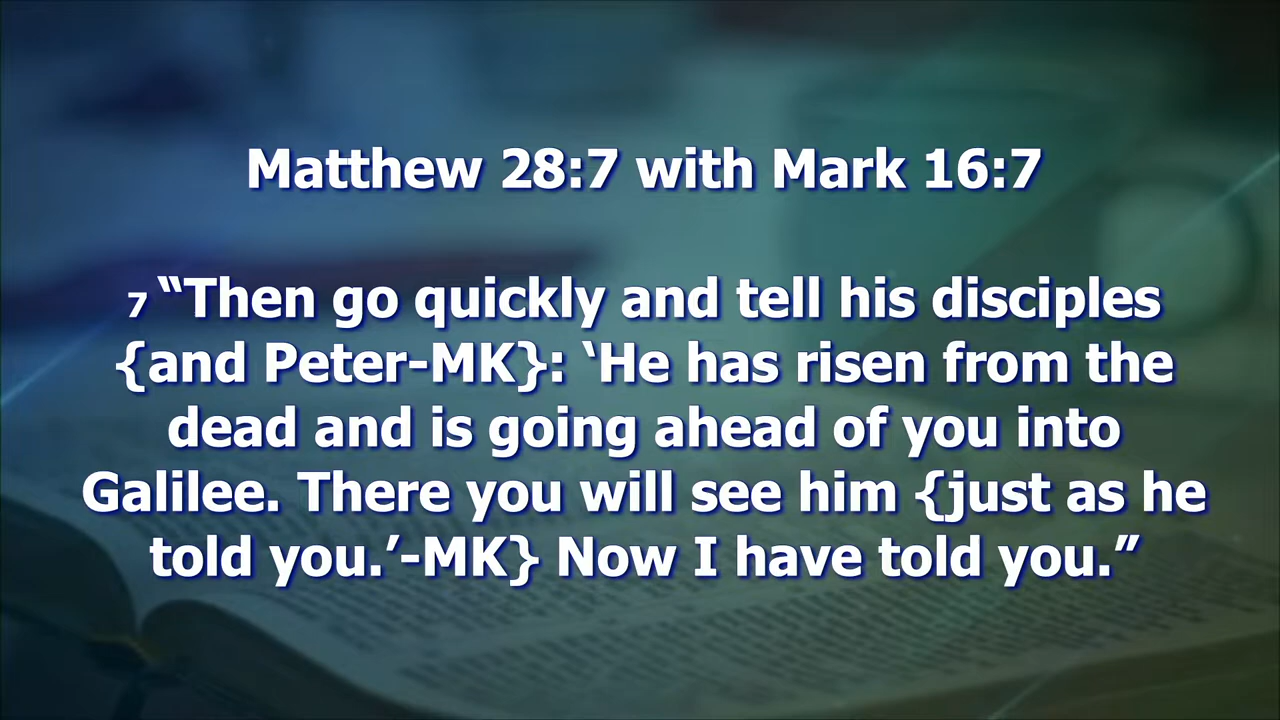 Matthew 28:7 with Mark 16:7
7 “Then go quickly and tell his disciples
{and Peter-MK}: ‘He has risen from the
dead and is going ahead of you into
Galilee. There you will see him {just as he
told you.’-MK} Now I have told you.”